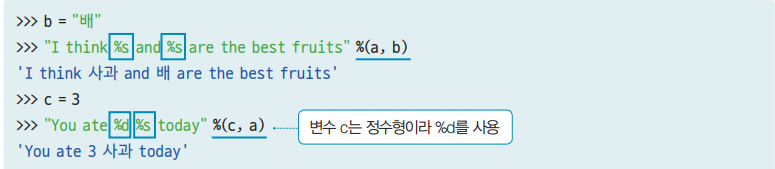 >>> b = "배"
>>> "I think %s and %s are the best fruits" %(a, b)
'I think 사과 and 배 are the best fruits'
>>> c = 3
>>> "You ate %d %s today" %(c, a) 변수 c는 정수형이라 %d를 사용
'You ate 3 사과 today'